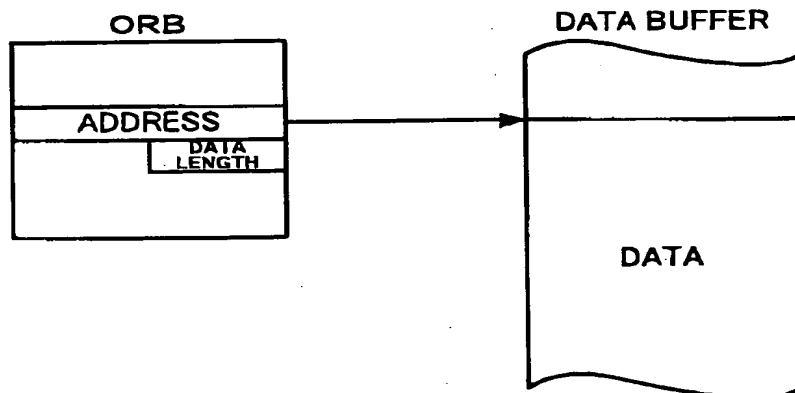 ORB
DATA BUFFER
ADDRESS
DATA
LENGTH
DATA